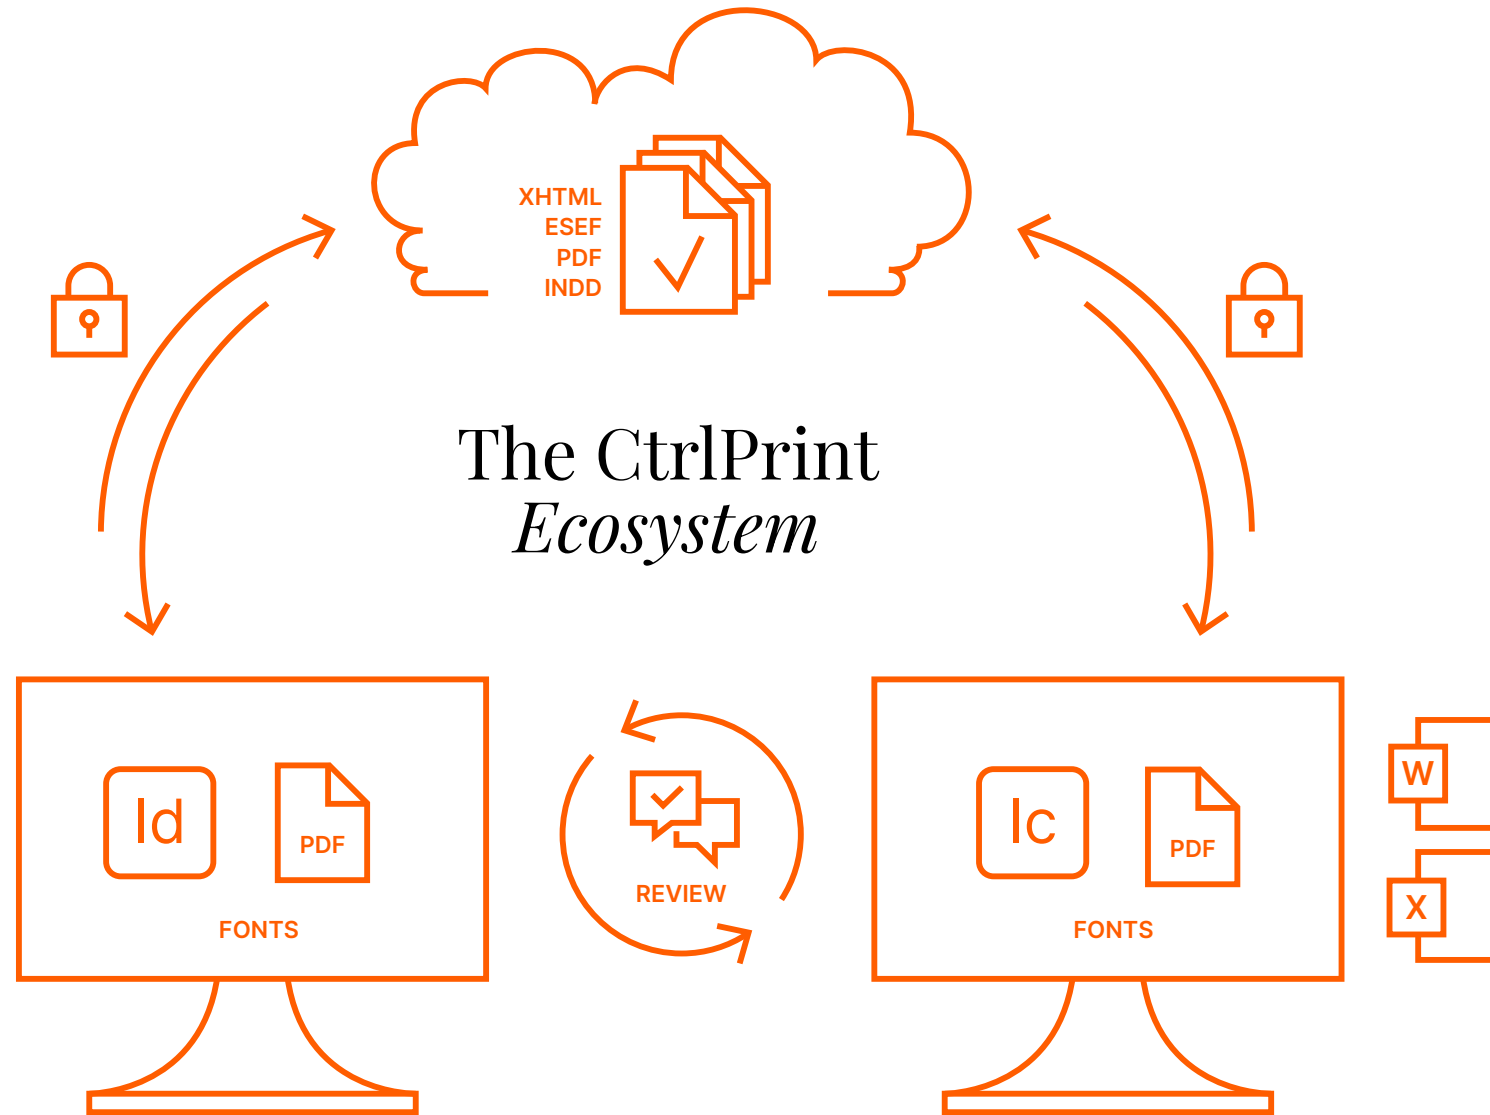 XHTML
ESEF
PDF
INDD
The CtrlPrint
Ecosystem
Id
PDF
FONTS
REVIEW
Ic
PDF
FONTS
W
X